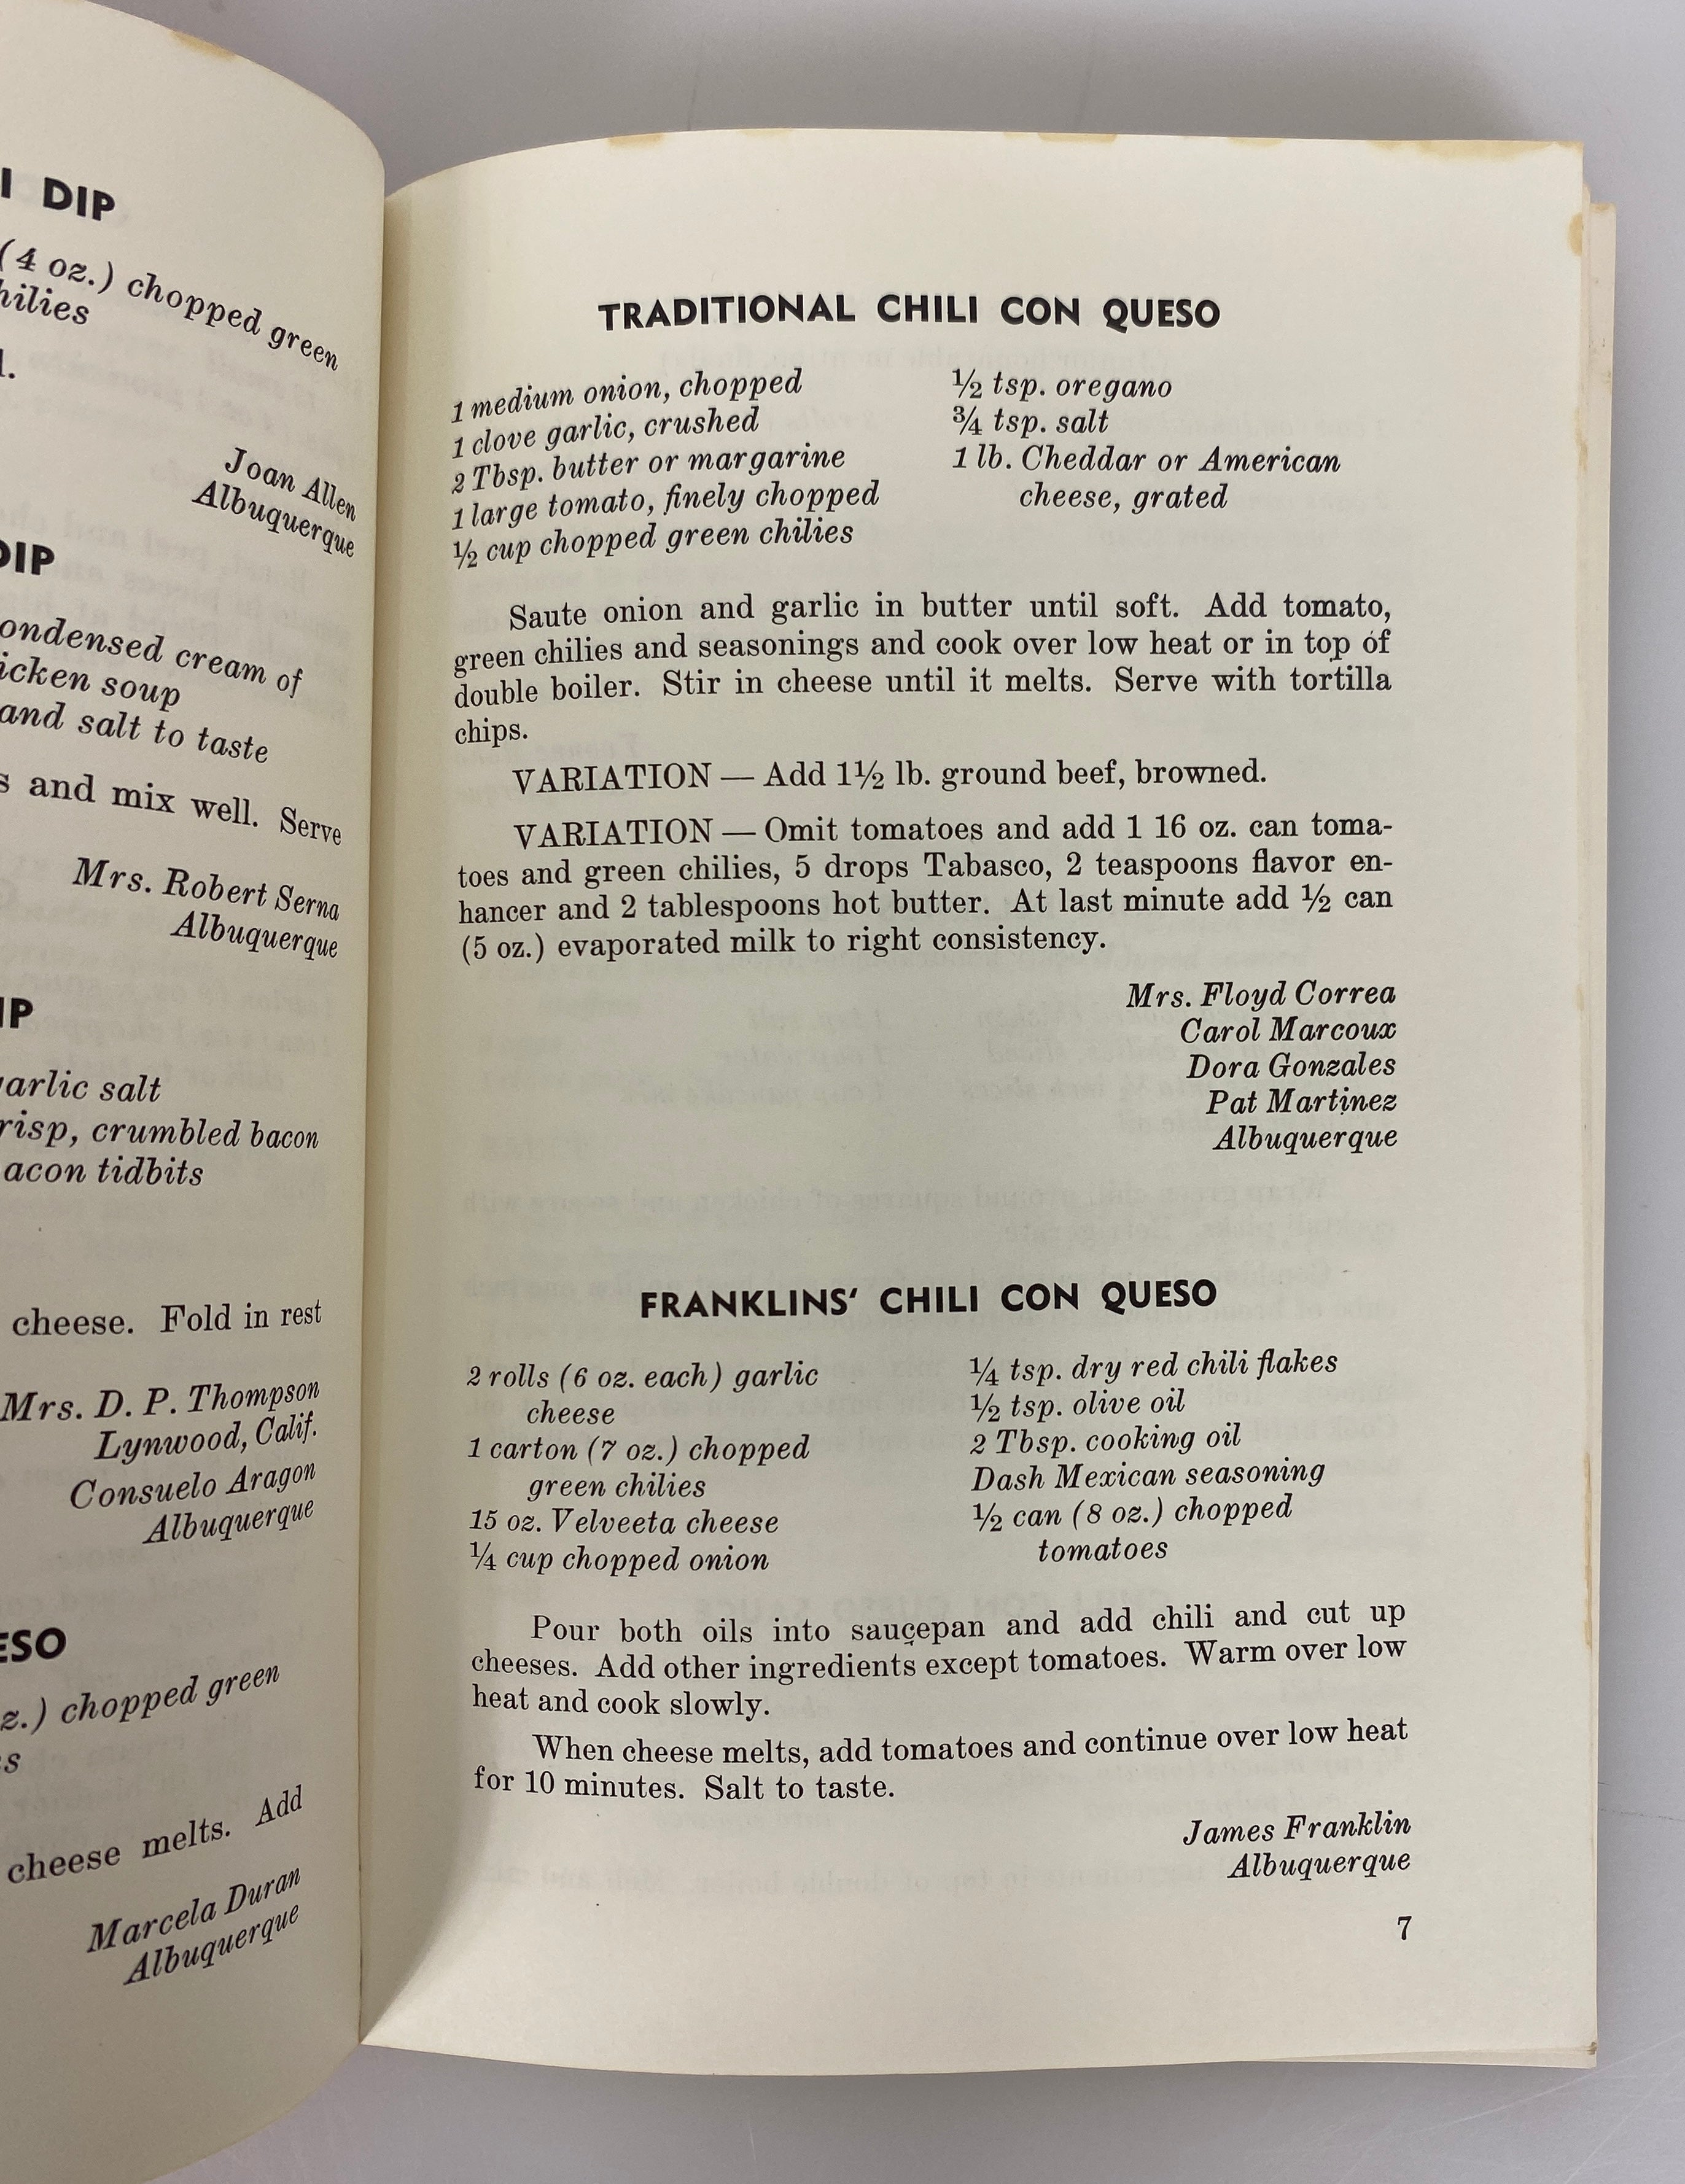 I DIP
(4 oz.) chopped green
hilies
Joan Allen
Albuquerque
DIP
ondensed cream of
icken soup
and salt to taste
s and mix well. Serve
Mrs. Robert Serna
Albuquerque
IP
arlic salt
risp, crumbled bacon
acon tidbits
cheese. Fold in rest
Mrs. D. P. Thompson
Lynwood, Calif.
Consuelo Aragon
Albuquerque
ESO
z.) chopped green
s
cheese melts. Add
Marcela Duran
Albuquerque
TRADITIONAL CHILI CON QUESO
1 medium onion, chopped
1 clove garlic, crushed
2 Tbsp. butter or margarine
1 large tomato, finely chopped
½ cup chopped green chilies
½ tsp. oregano
¾ tsp. salt
1 lb. Cheddar or American
cheese, grated
Saute onion and garlic in butter until soft. Add tomato,
green chilies and seasonings and cook over low heat or in top of
double boiler. Stir in cheese until it melts. Serve with tortilla
chips.
VARIATION — Add 1½ lb. ground beef, browned.
VARIATION — Omit tomatoes and add 1 16 oz. can toma-
toes and green chilies, 5 drops Tabasco, 2 teaspoons flavor en-
hancer and 2 tablespoons hot butter. At last minute add ½ can
(5 oz.) evaporated milk to right consistency.
Mrs. Floyd Correa
Carol Marcoux
Dora Gonzales
Pat Martinez
Albuquerque
FRANKLINS' CHILI CON QUESO
2 rolls (6 oz. each) garlic
cheese
1 carton (7 oz.) chopped
green chilies
15 oz. Velveeta cheese
¼ cup chopped onion
¼ tsp. dry red chili flakes
½ tsp. olive oil
2 Tbsp. cooking oil
Dash Mexican seasoning
½ can (8 oz.) chopped
tomatoes
Pour both oils into saucepan and add chili and cut up
cheeses. Add other ingredients except tomatoes. Warm over low
heat and cook slowly.
When cheese melts, add tomatoes and continue over low heat
for 10 minutes. Salt to taste.
James Franklin
Albuquerque
7